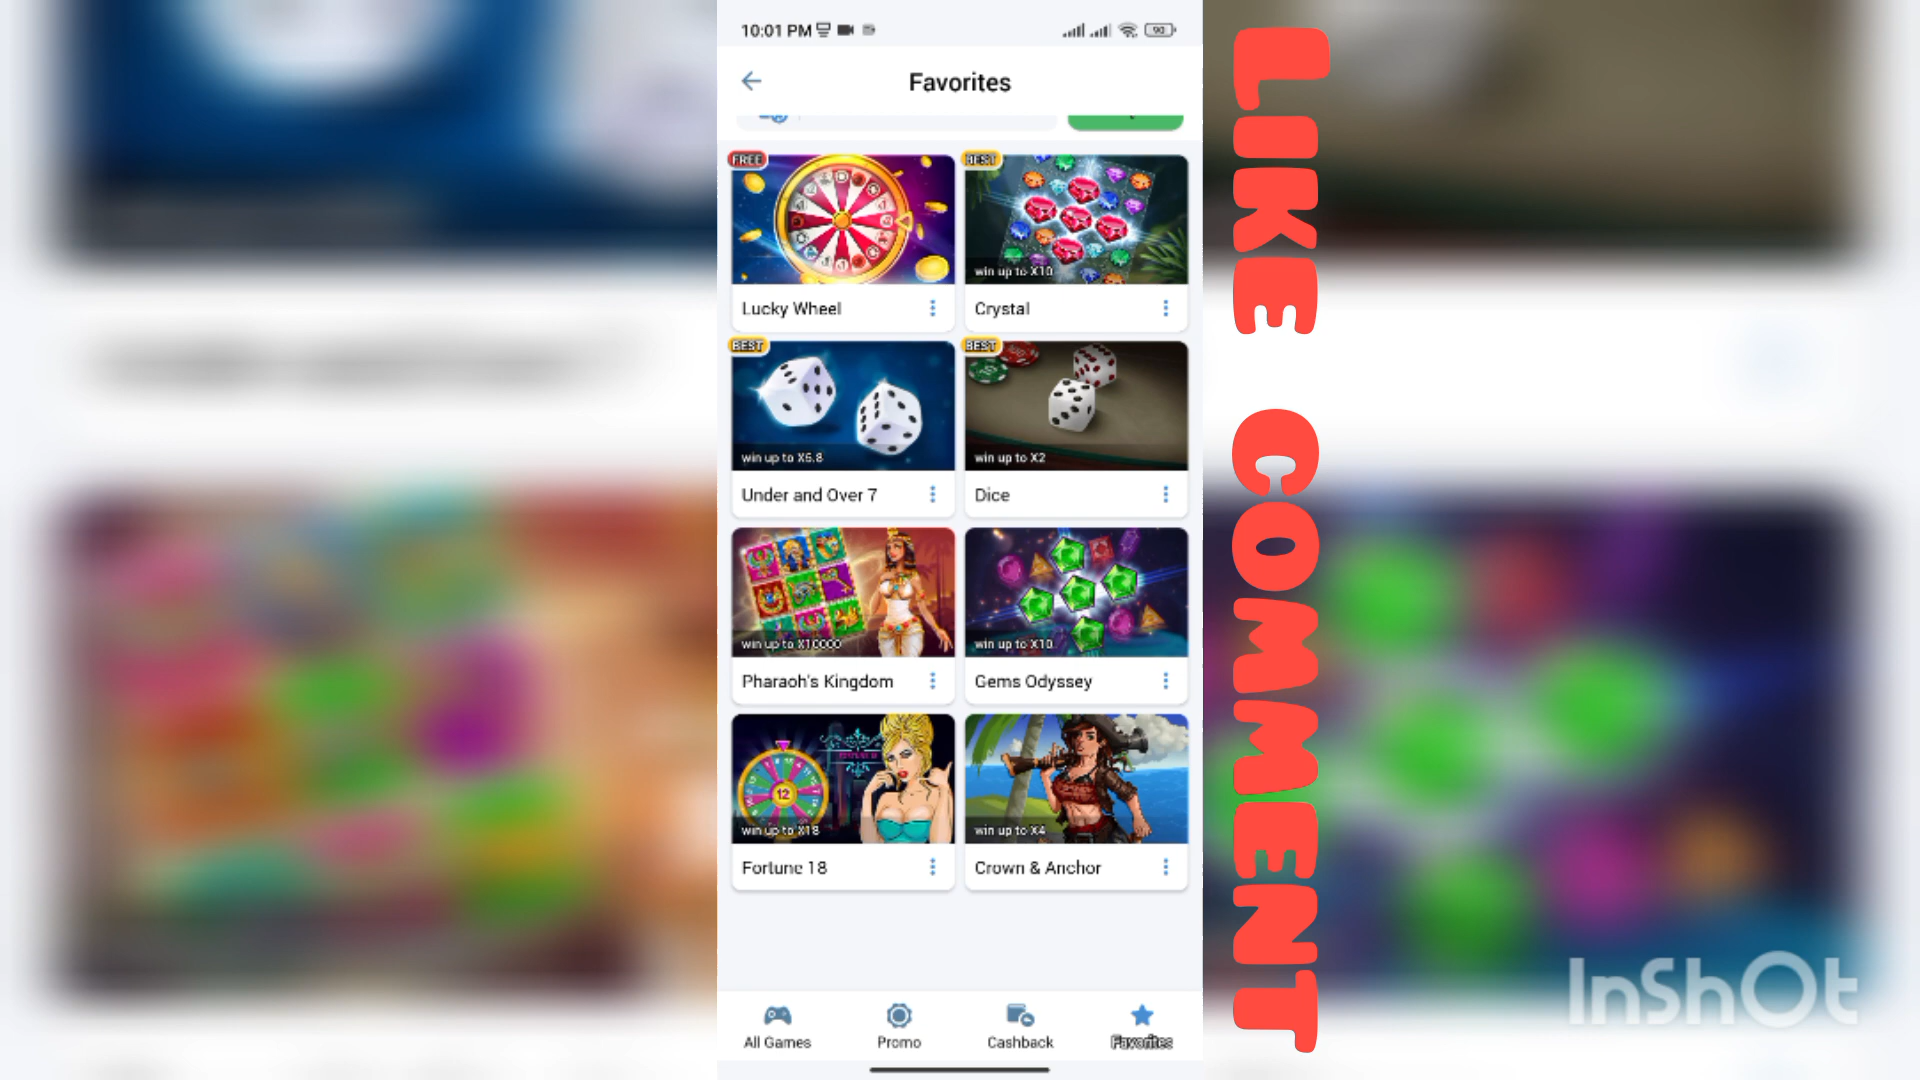 10:01 PM
90
Favorites
FREE
BEST
win up to X10
Lucky Wheel
Crystal
BEST
BEST
win up to X5.8
win up to X2
Under and Over 7
Dice
win up to X10000
win up to X10
Pharaoh's Kingdom
Gems Odyssey
12
win up to X18
win up to X4
Fortune 18
Crown & Anchor
All Games
Promo
Cashback
Favorites
LIKE COMMENT
InShOt